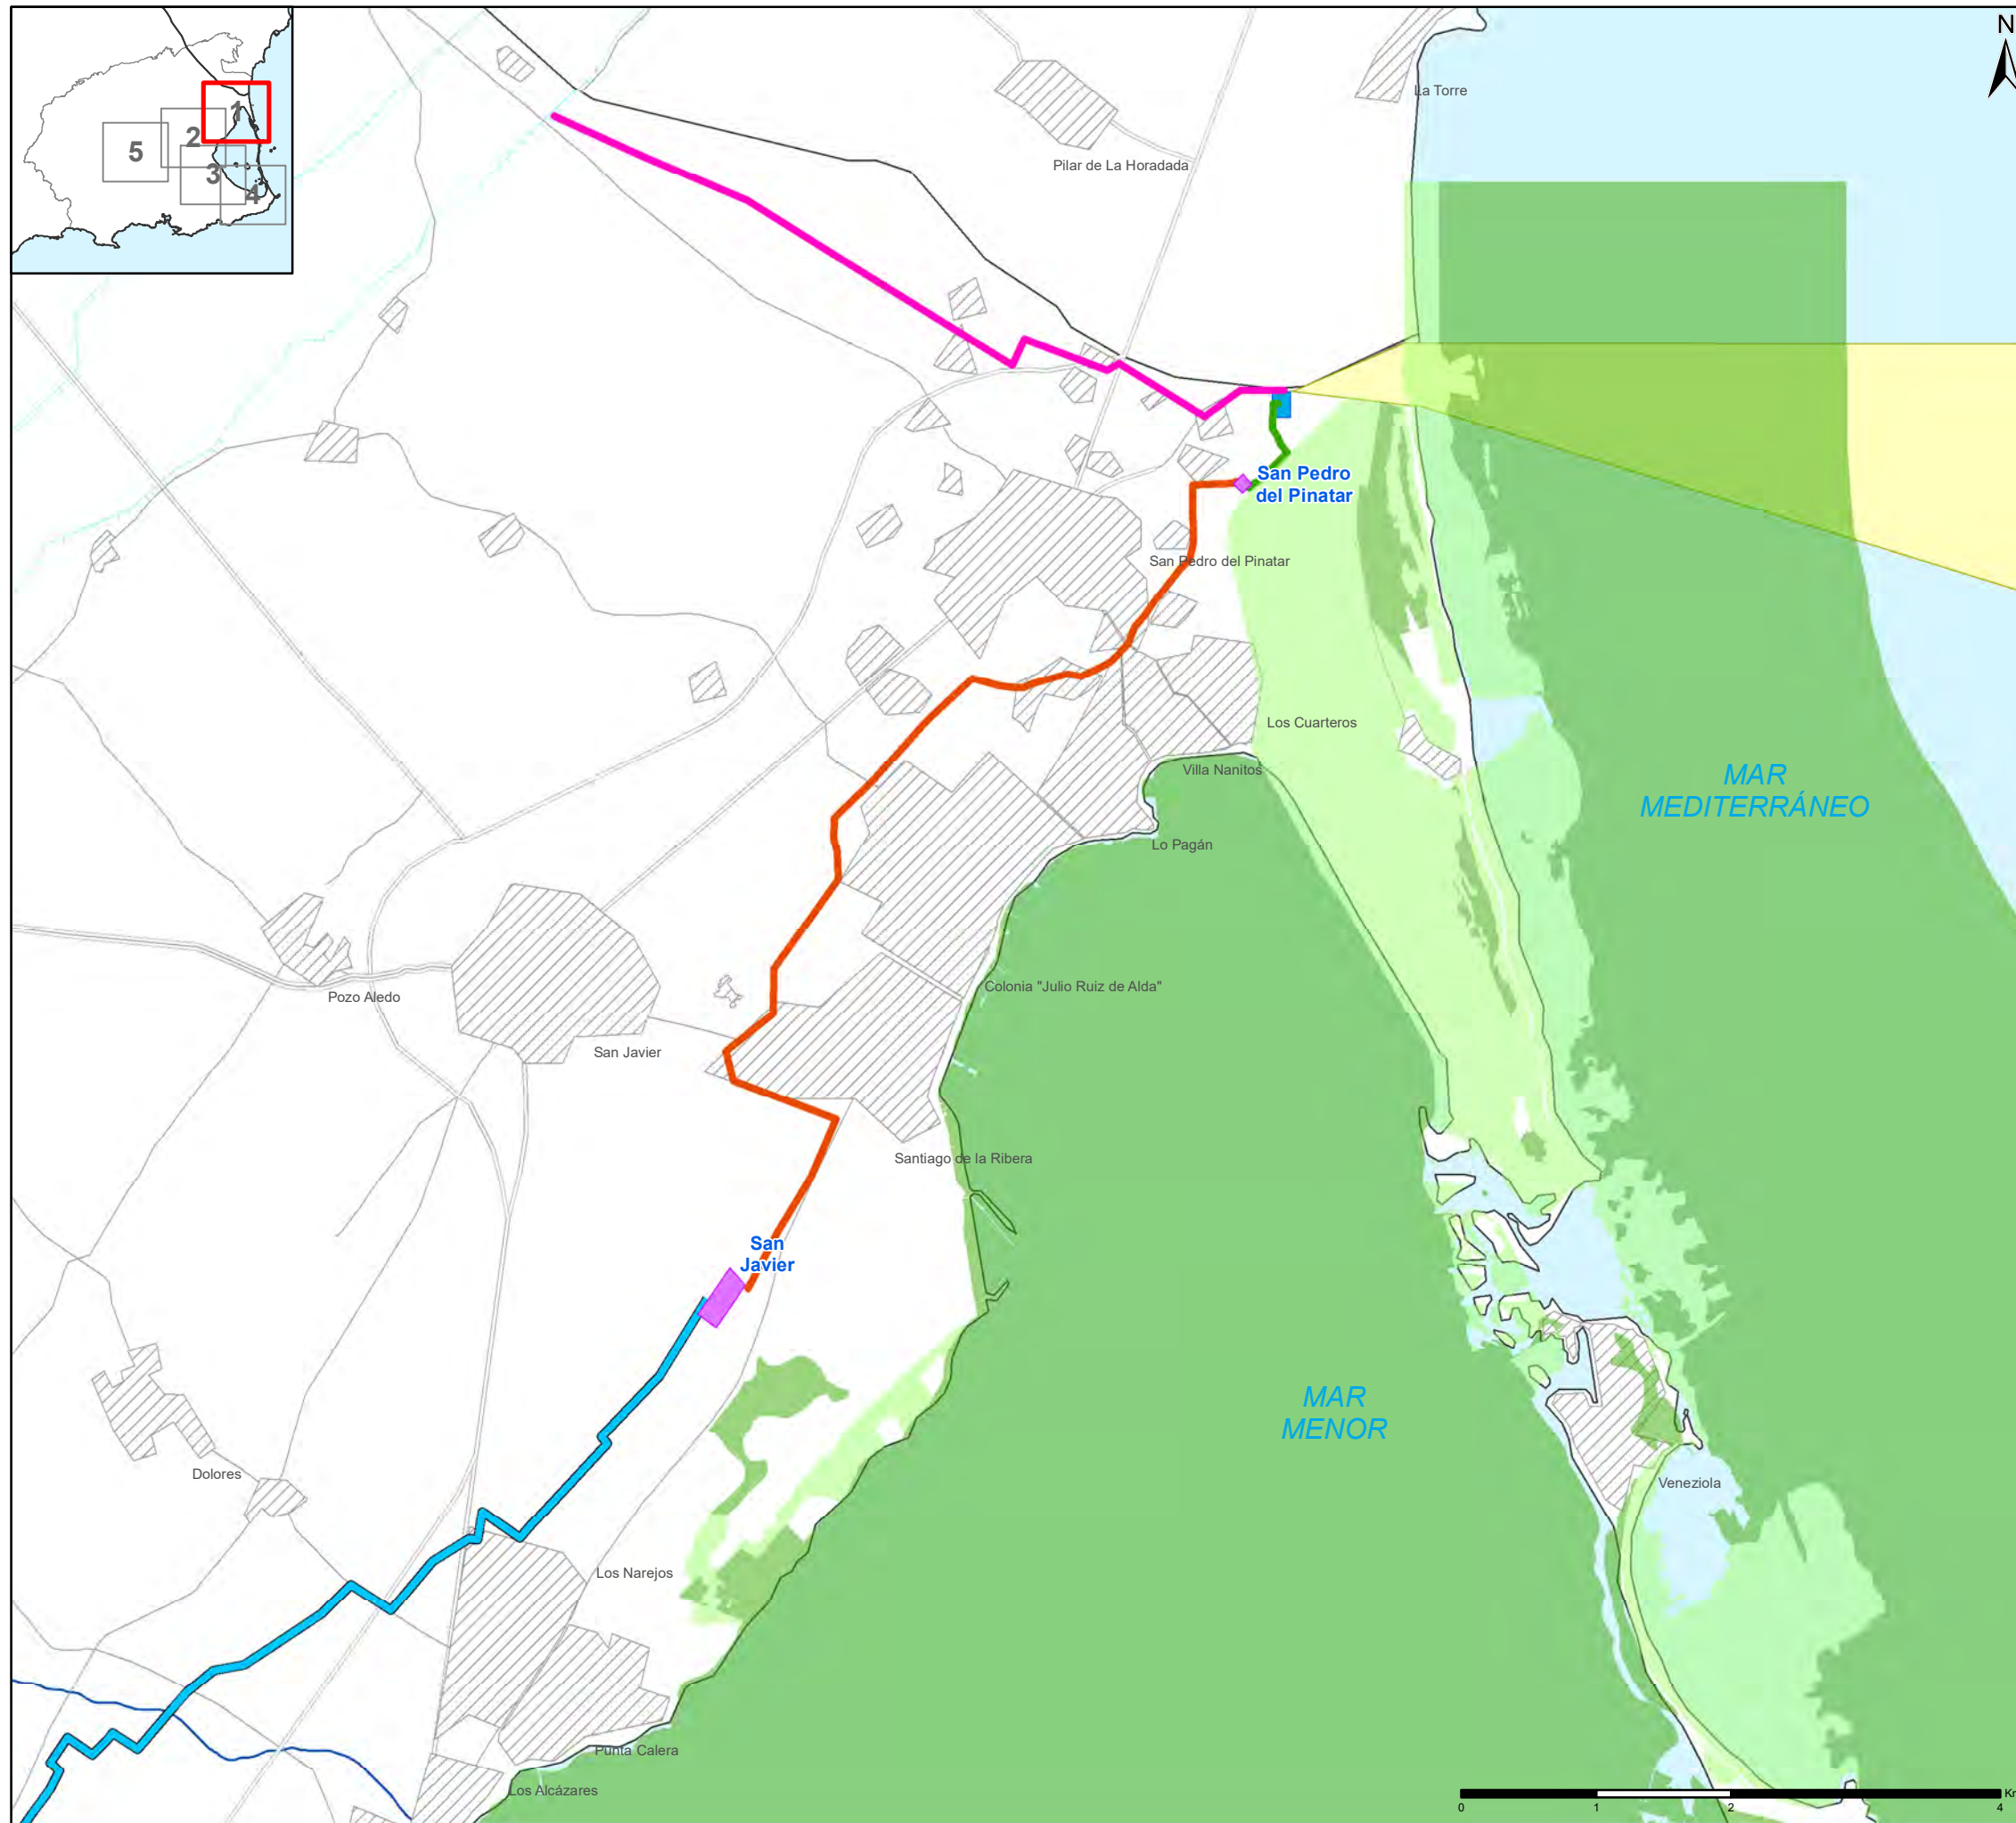 N
1
2
5
3
4
La Torre
Pilar de La Horadada
San Pedro
del Pinatar
San Pedro del Pinatar
Los Cuarteros
Villa Nanitos
MAR
MEDITERRÁNEO
Lo Pagán
Colonia "Julio Ruiz de Alda"
Pozo Aledo
San Javier
Santiago de la Ribera
San
Javier
MAR
MENOR
Dolores
Veneziola
Los Narejos
Punta Calera
Los Alcázares
Km
0 1 2 4